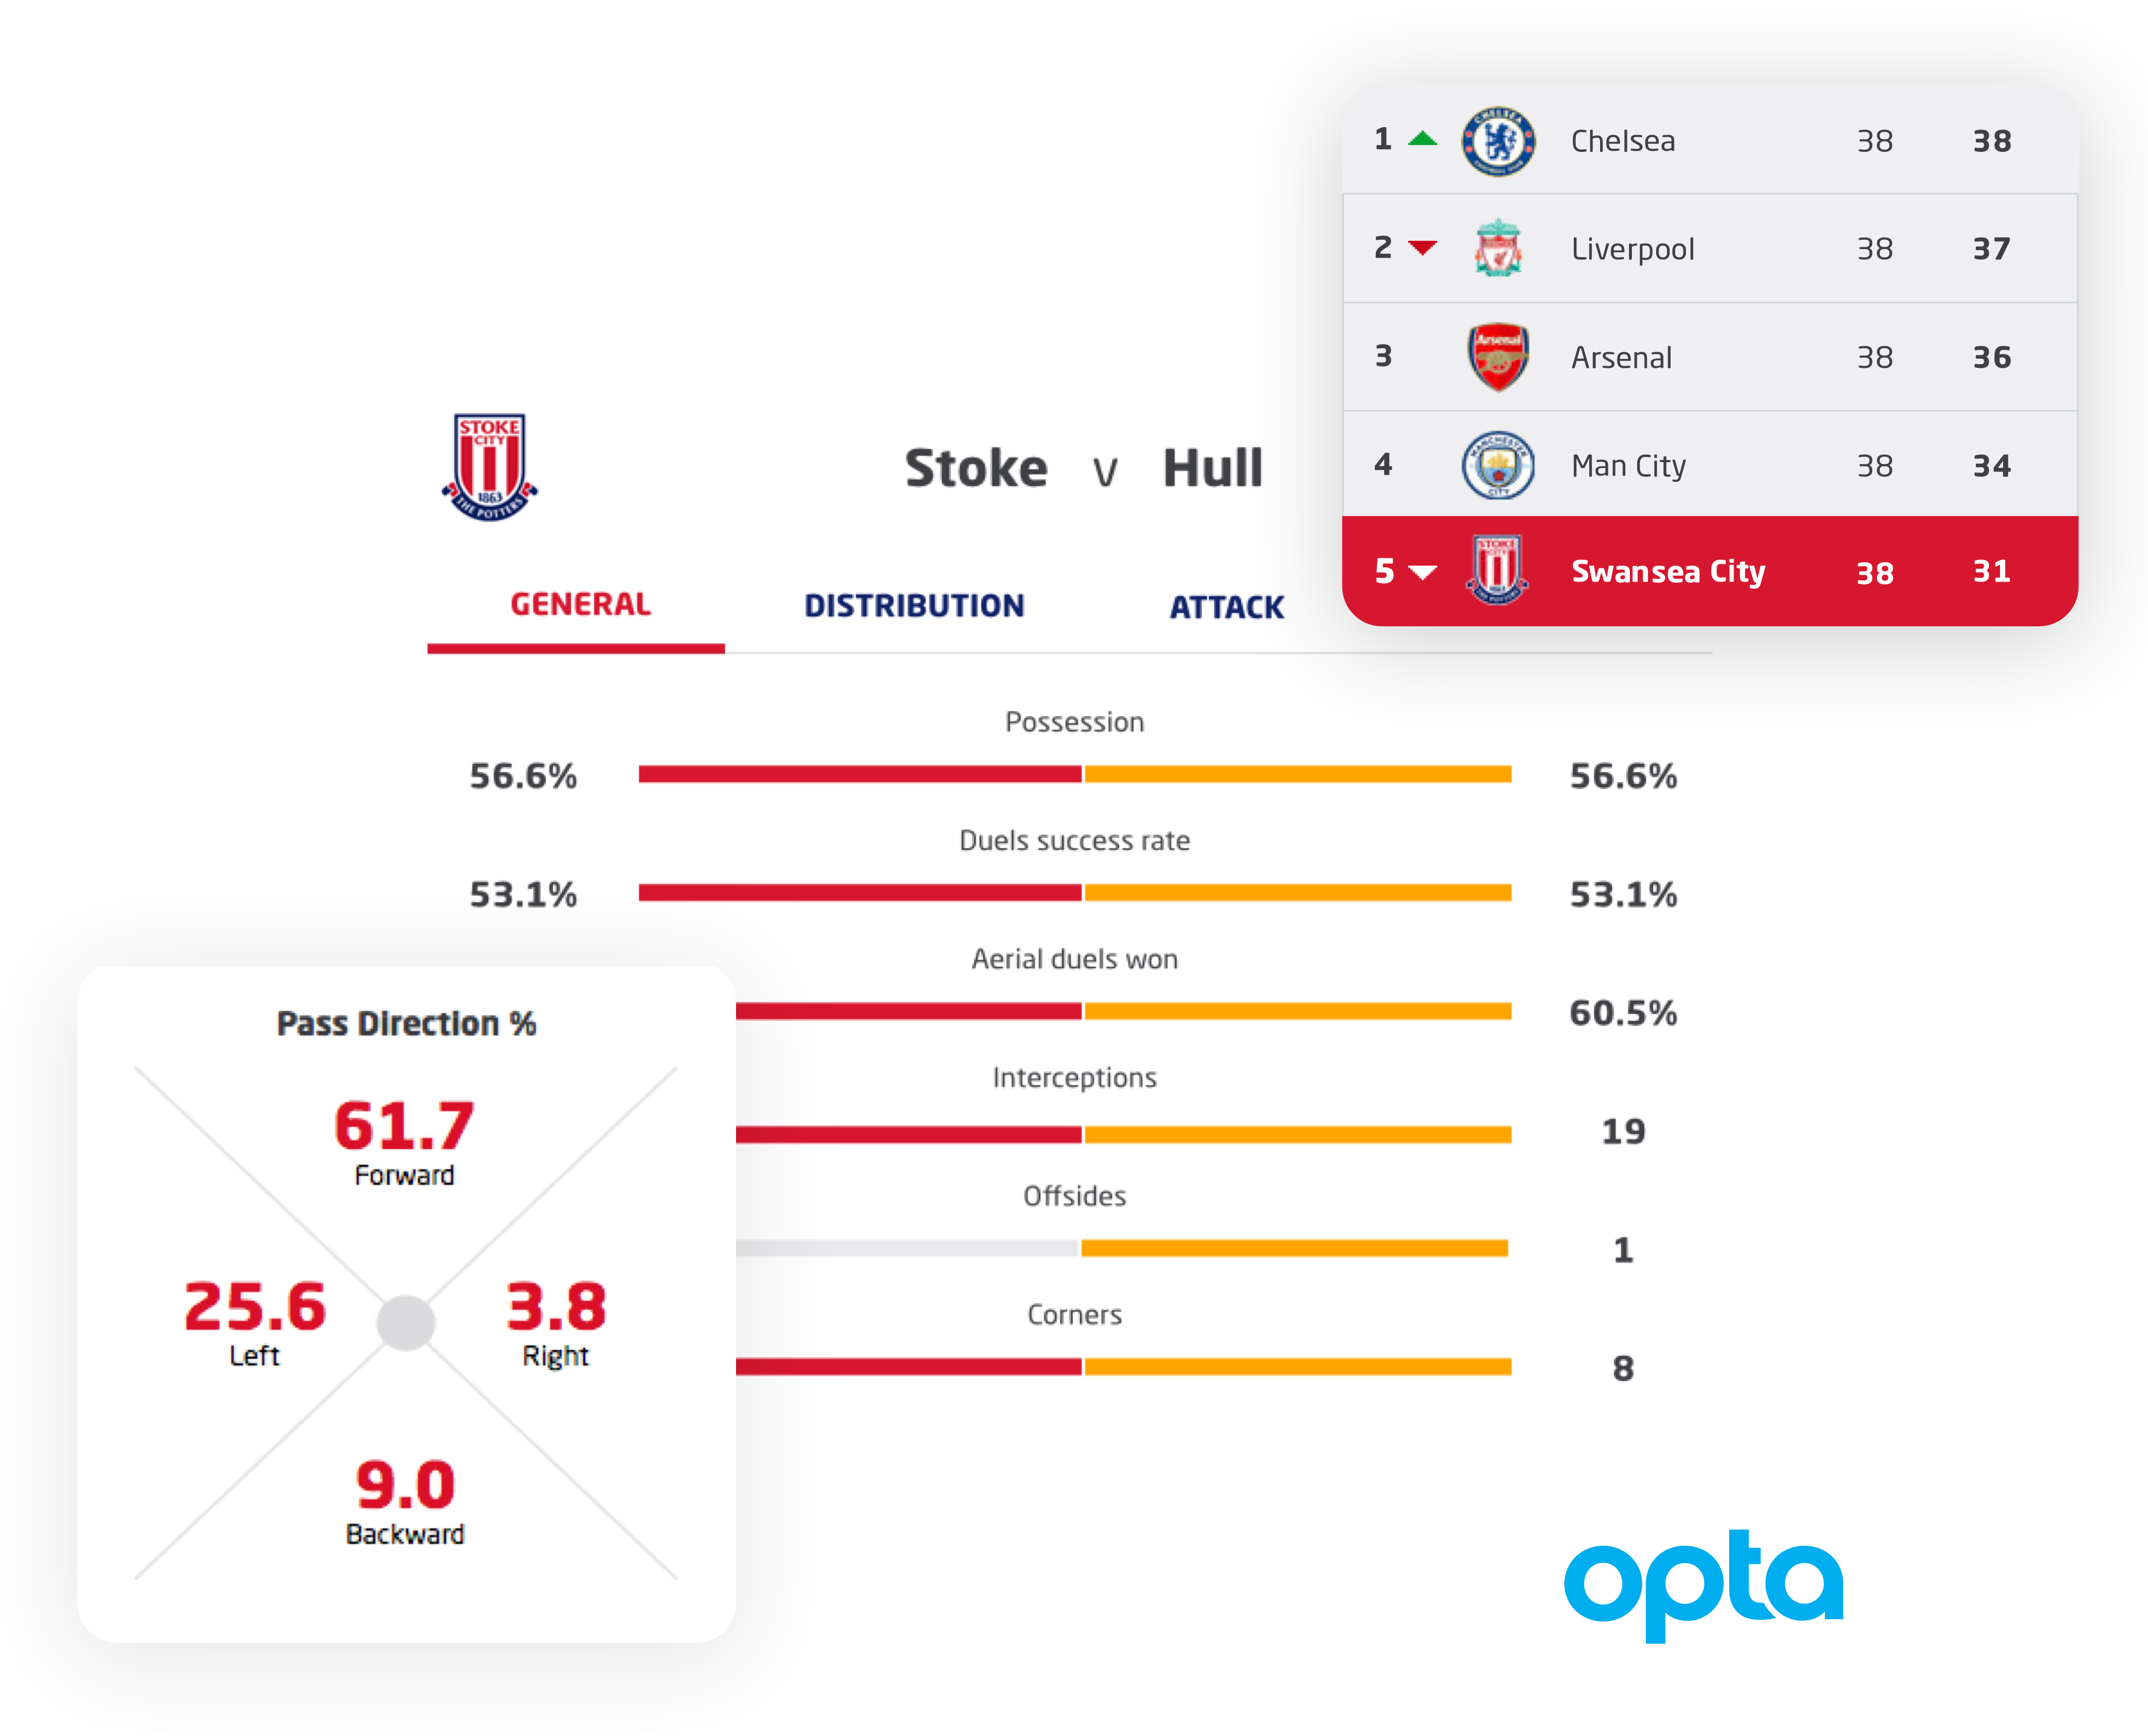 1 Chelsea 38 38
2 Liverpool 38 37
3 Arsenal 38 36
4 Man City 38 34
5 Swansea City 38 31
STOKE
CITY
1863
THE POTTERS
Stoke v Hull
GENERAL DISTRIBUTION ATTACK
Possession
56.6% 56.6%
Duels success rate
53.1% 53.1%
Aerial duels won
60.5%
Interceptions
19
Offsides
1
Corners
8
Pass Direction %
61.7
Forward
25.6 3.8
Left Right
9.0
Backward
opta